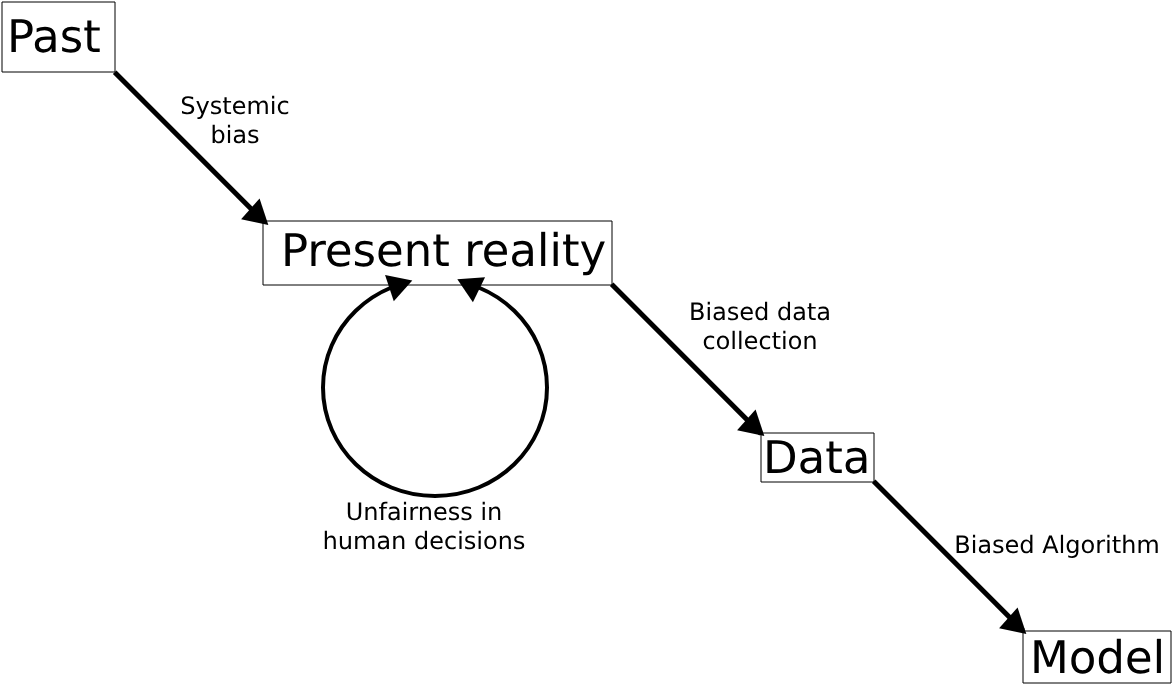 Past
Systemic
bias
Present reality
Biased data
collection
Data
Unfairness in
human decisions
Biased Algorithm
Model